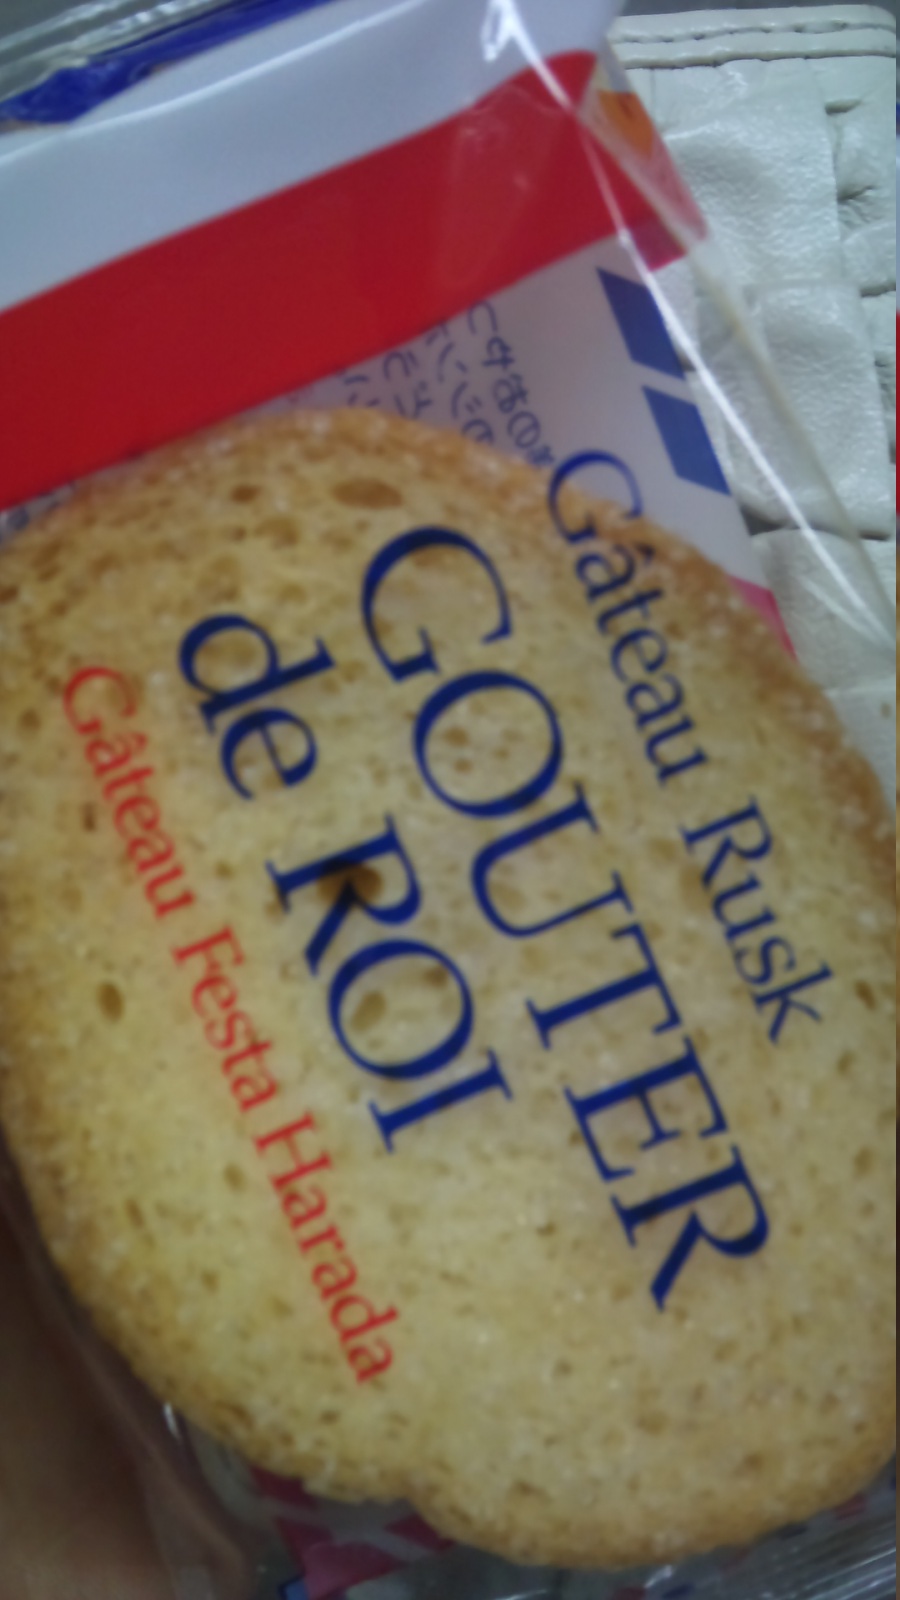 Gâteau Rusk
GOUTER
de ROI
Gâteau Festa Harada